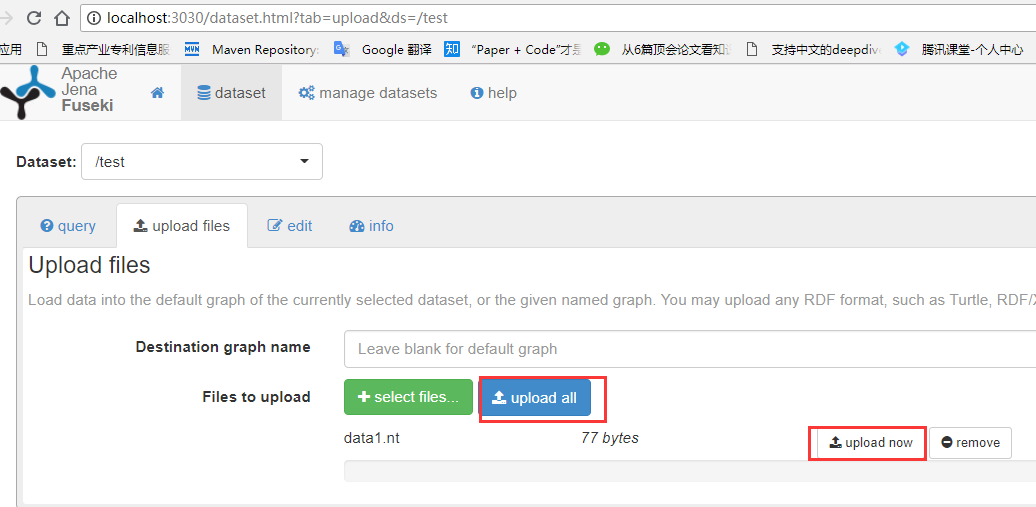 localhost:3030/dataset.html?tab=upload&ds=/test
应用 重点产业专利信息服 Maven Repository: Google 翻译 “Paper + Code”才是 从6篇顶会论文看知 支持中文的deepdiv 腾讯课堂-个人中心
Apache
Jena
Fuseki
dataset manage datasets help
Dataset: /test
query upload files edit info
Upload files
Load data into the default graph of the currently selected dataset, or the given named graph. You may upload any RDF format, such as Turtle, RDF/X
Destination graph name Leave blank for default graph
Files to upload select files... upload all
data1.nt 77 bytes upload now remove